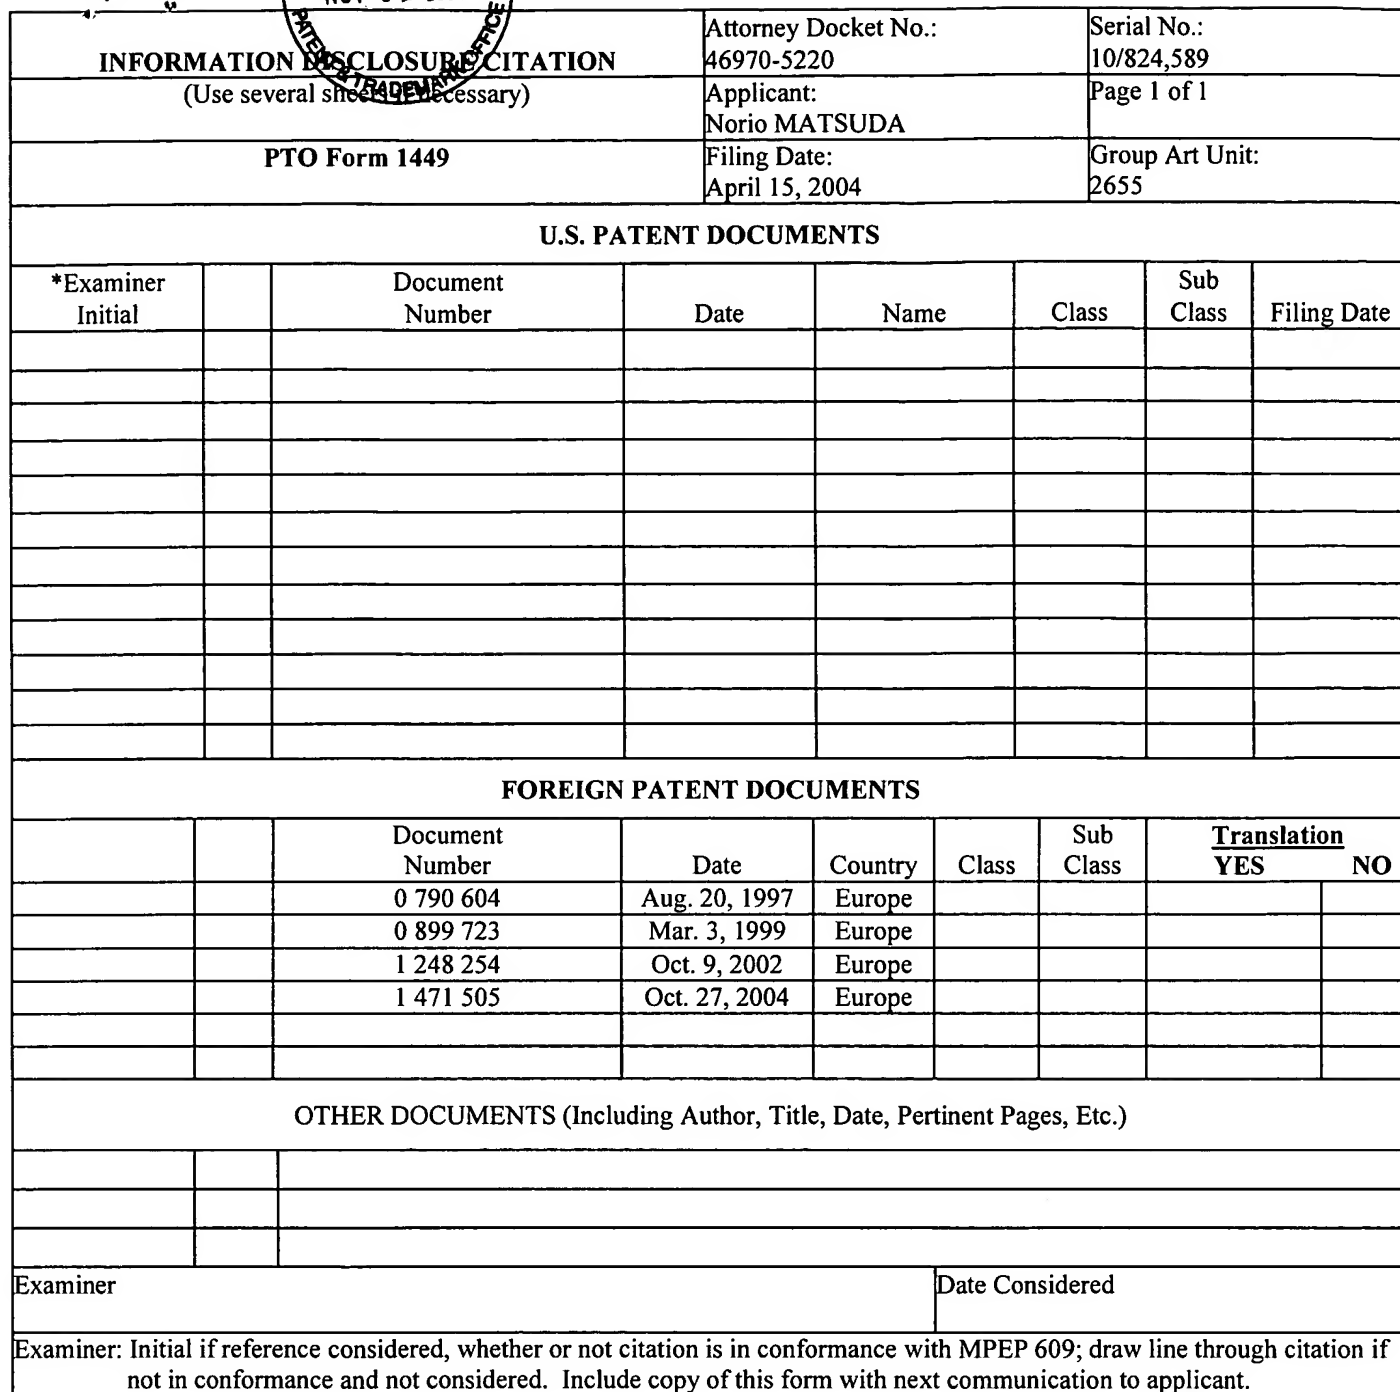 Attorney Docket No.:
46970-5220
Serial No.:
10/824,589
INFORMATION DISCLOSURE CITATION
(Use several sheets if necessary)
Applicant:
Norio MATSUDA
Page 1 of 1
PTO Form 1449
Filing Date:
April 15, 2004
Group Art Unit:
2655
PATENT & TRADEMARK OFFICE
U.S. PATENT DOCUMENTS
*Examiner
Initial
Document
Number
Date
Name
Class
Sub
Class
Filing Date
FOREIGN PATENT DOCUMENTS
Document
Number
Date
Country
Class
Sub
Class
Translation
YES NO
0 790 604 Aug. 20, 1997 Europe
0 899 723 Mar. 3, 1999 Europe
1 248 254 Oct. 9, 2002 Europe
1 471 505 Oct. 27, 2004 Europe
OTHER DOCUMENTS (Including Author, Title, Date, Pertinent Pages, Etc.)
Examiner
Date Considered
Examiner: Initial if reference considered, whether or not citation is in conformance with MPEP 609; draw line through citation if
not in conformance and not considered. Include copy of this form with next communication to applicant.